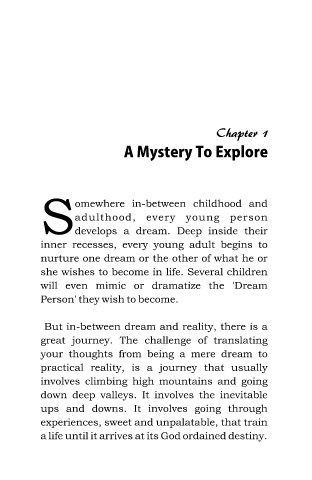 Chapter 1
A Mystery To Explore
Somewhere in-between childhood and
adulthood, every young person
develops a dream. Deep inside their
inner recesses, every young adult begins to
nurture one dream or the other of what he or
she wishes to become in life. Several children
will even mimic or dramatize the 'Dream
Person' they wish to become.
But in-between dream and reality, there is a
great journey. The challenge of translating
your thoughts from being a mere dream to
practical reality, is a journey that usually
involves climbing high mountains and going
down deep valleys. It involves the inevitable
ups and downs. It involves going through
experiences, sweet and unpalatable, that train
a life until it arrives at its God ordained destiny.